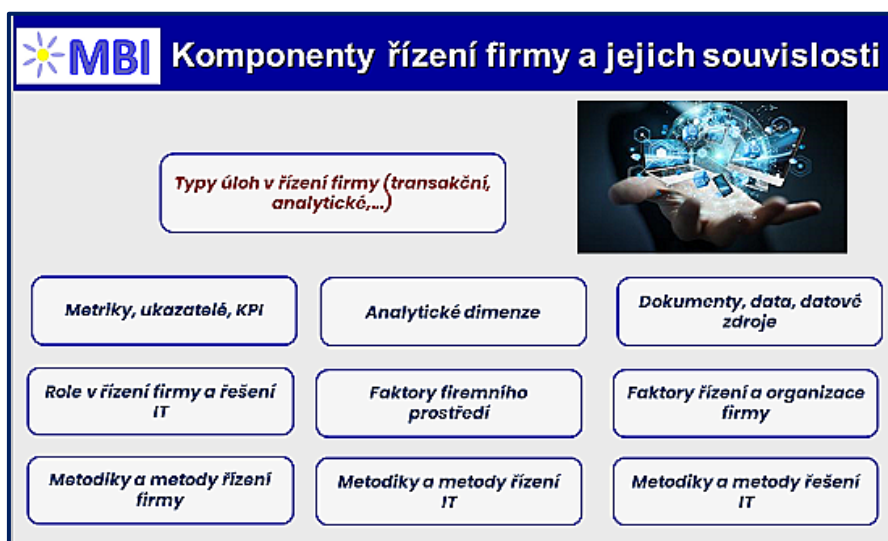 MBI Komponenty řízení firmy a jejich souvislosti
Typy úloh v řízení firmy (transakční,
analytické,...)
Metriky, ukazatelé, KPI
Analytické dimenze
Dokumenty, data, datové
zdroje
Role v řízení firmy a řešení
IT
Faktory firemního
prostředí
Faktory řízení a organizace
firmy
Metodiky a metody řízení
firmy
Metodiky a metody řízení
IT
Metodiky a metody řešení
IT